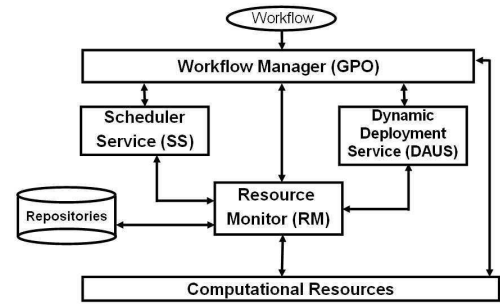 Workflow
Workflow Manager (GPO)
Scheduler
Service (SS)
Dynamic
Deployment
Service (DAUS)
Resource
Monitor (RM)
Repositories
Computational Resources